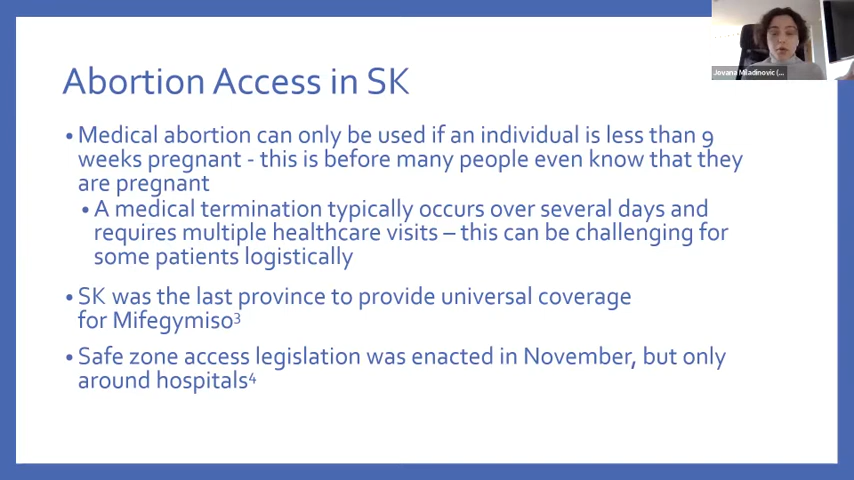 Jovana Mladinovic (...
Abortion Access in SK
• Medical abortion can only be used if an individual is less than 9
weeks pregnant - this is before many people even know that they
are pregnant
• A medical termination typically occurs over several days and
requires multiple healthcare visits – this can be challenging for
some patients logistically
• SK was the last province to provide universal coverage
for Mifegymiso³
• Safe zone access legislation was enacted in November, but only
around hospitals⁴